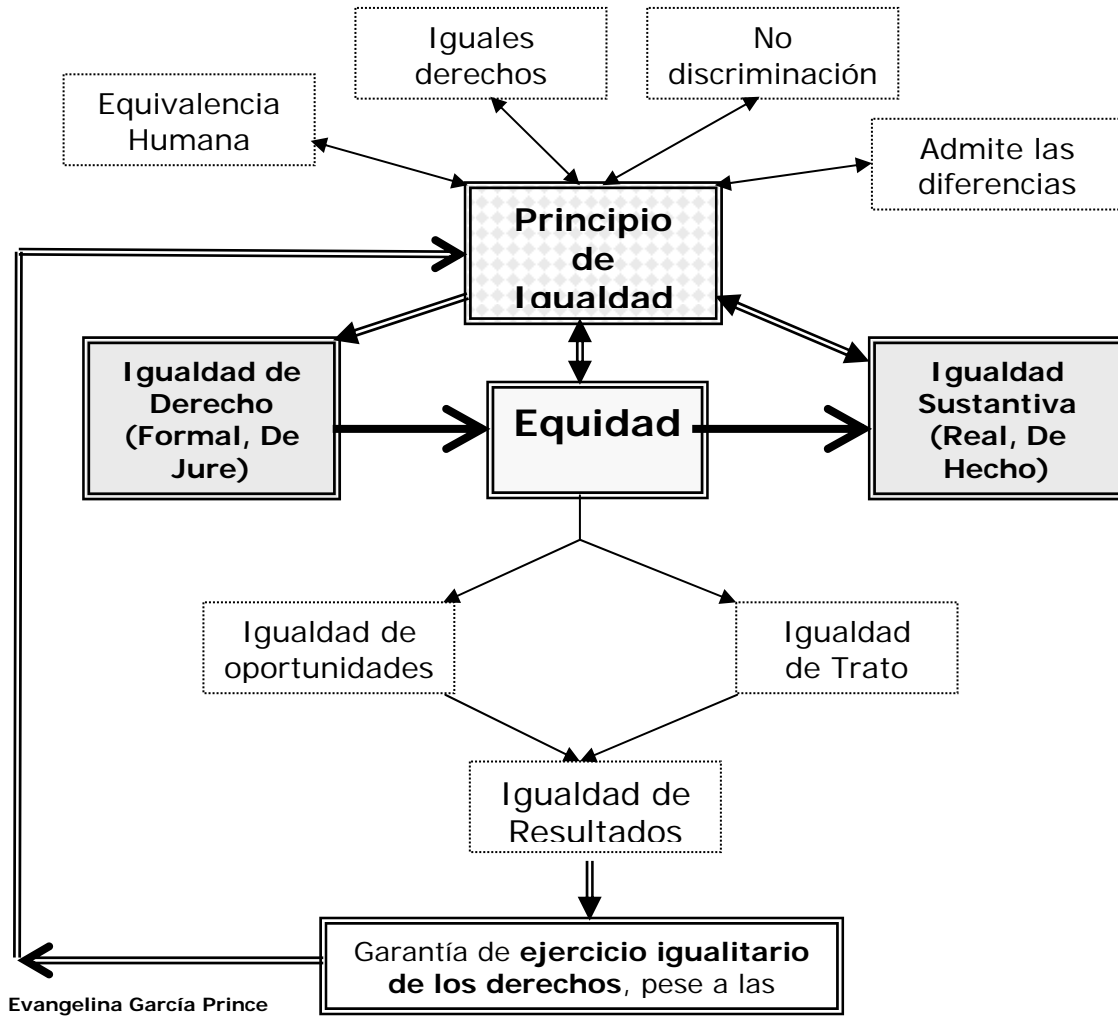 Iguales
derechos
No
discriminación
Equivalencia
Humana
Admite las
diferencias
Principio
de
Igualdad
Igualdad de
Derecho
(Formal, De
Jure)
Equidad
Igualdad
Sustantiva
(Real, De
Hecho)
Igualdad de
oportunidades
Igualdad
de Trato
Igualdad de
Resultados
Garantía de ejercicio igualitario
de los derechos, pese a las
Evangelina García Prince